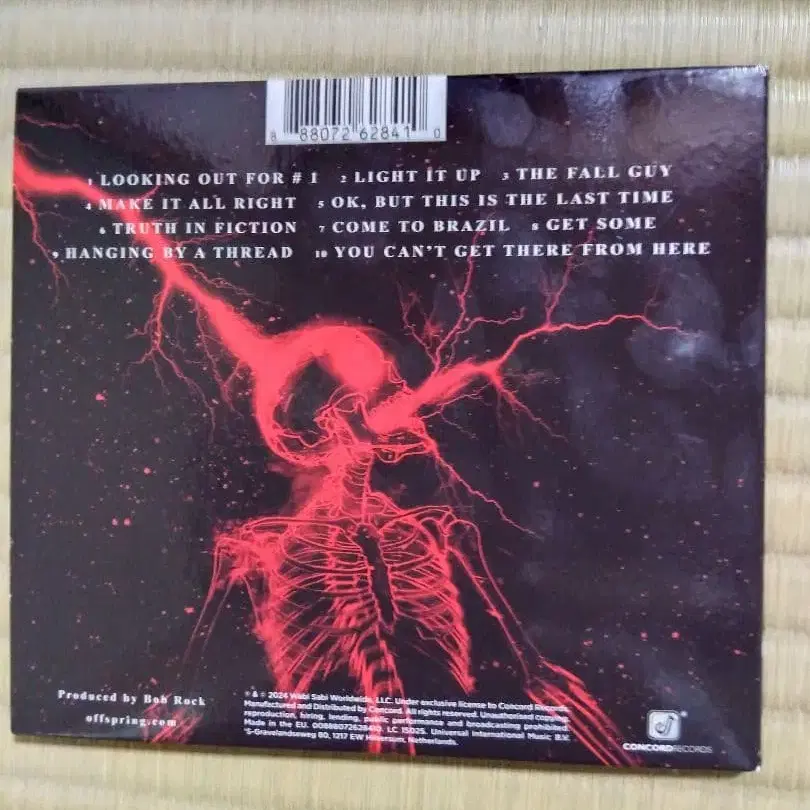 8 88072 62841 0
1 LOOKING OUT FOR # 1 2 LIGHT IT UP 3 THE FALL GUY
4 MAKE IT ALL RIGHT 5 OK, BUT THIS IS THE LAST TIME
6 TRUTH IN FICTION 7 COME TO BRAZIL 8 GET SOME
9 HANGING BY A THREAD 10 YOU CAN'T GET THERE FROM HERE
Produced by Bob Rock
offspring.com
℗ & © 2024 Wabi Sabi Worldwide, LLC. Under exclusive license to Concord Records.
Manufactured and Distributed by Concord. All rights reserved. Unauthorised copying,
reproduction, hiring, lending, public performance and broadcasting prohibited.
Made in the EU. 00888072628410. LC 15025. Universal International Music B.V.
'S-Gravelandseweg 80, 1217 EW Hilversum, Netherlands.
CONCORDRECORDS